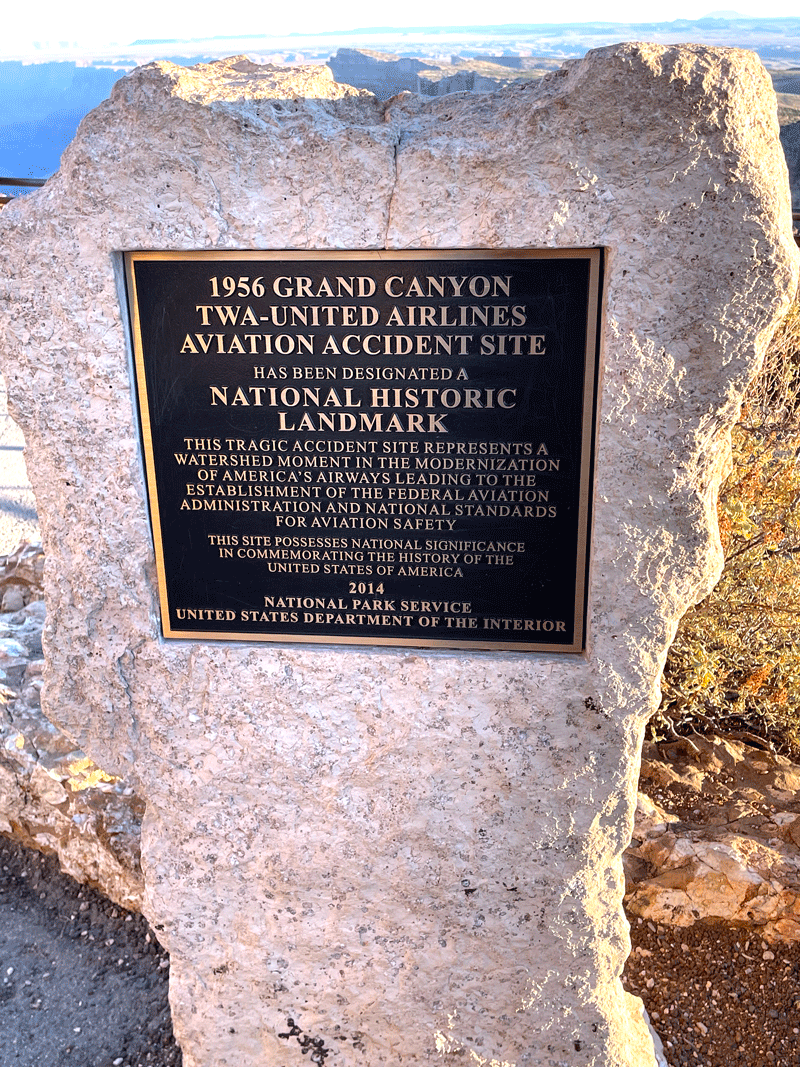 1956 GRAND CANYON
TWA-UNITED AIRLINES
AVIATION ACCIDENT SITE
HAS BEEN DESIGNATED A
NATIONAL HISTORIC
LANDMARK
THIS TRAGIC ACCIDENT SITE REPRESENTS A
WATERSHED MOMENT IN THE MODERNIZATION
OF AMERICA'S AIRWAYS LEADING TO THE
ESTABLISHMENT OF THE FEDERAL AVIATION
ADMINISTRATION AND NATIONAL STANDARDS
FOR AVIATION SAFETY
THIS SITE POSSESSES NATIONAL SIGNIFICANCE
IN COMMEMORATING THE HISTORY OF THE
UNITED STATES OF AMERICA
2014
NATIONAL PARK SERVICE
UNITED STATES DEPARTMENT OF THE INTERIOR